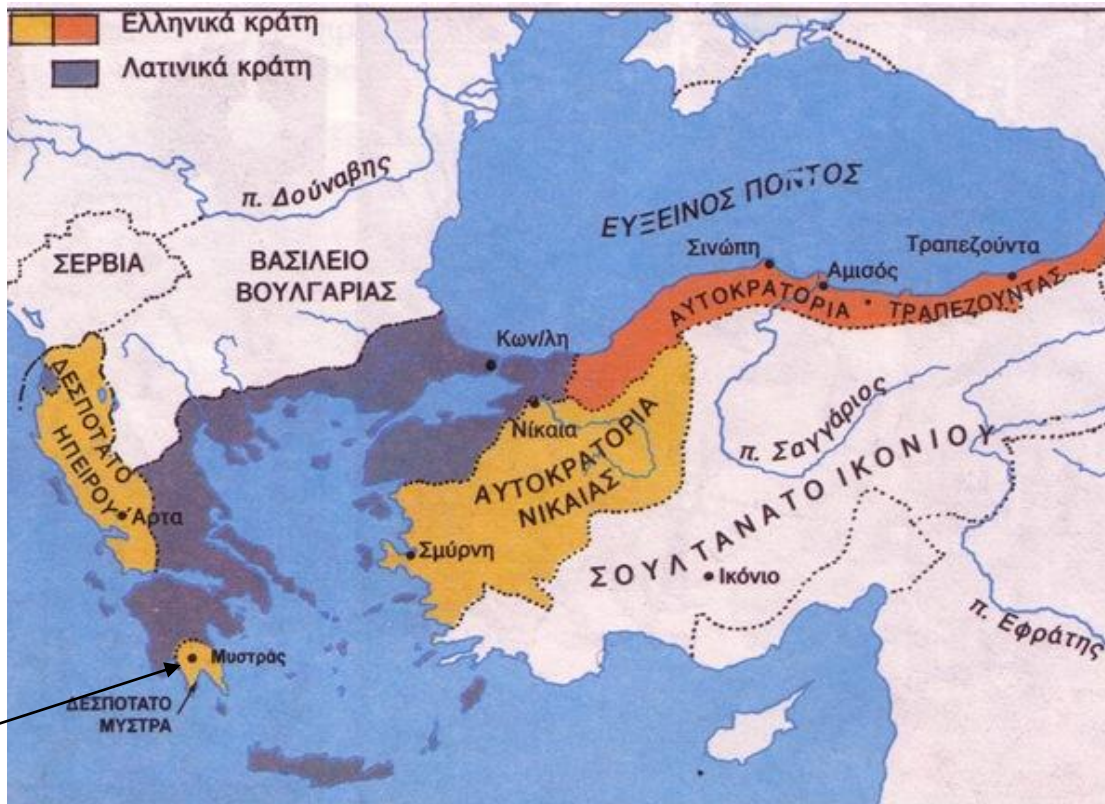 Ελληνικά κράτη
Λατινικά κράτη
π. Δούναβης
ΕΥΞΕΙΝΟΣ ΠΟΝΤΟΣ
ΣΕΡΒΙΑ
ΒΑΣΙΛΕΙΟ
ΒΟΥΛΓΑΡΙΑΣ
Σινώπη
Τραπεζούντα
Αμισός
ΑΥΤΟΚΡΑΤΟΡΙΑ ΤΡΑΠΕΖΟΥΝΤΑΣ
Κων/λη
ΔΕΣΠΟΤΑΤΟ
ΗΠΕΙΡΟΥ
Νίκαια
π. Σαγγάριος
ΑΥΤΟΚΡΑΤΟΡΙΑ
ΝΙΚΑΙΑΣ
Άρτα
ΣΟΥΛΤΑΝΑΤΟ ΙΚΟΝΙΟΥ
Σμύρνη
Ικόνιο
π. Εφράτης
Μυστράς
ΔΕΣΠΟΤΑΤΟ
ΜΥΣΤΡΑ